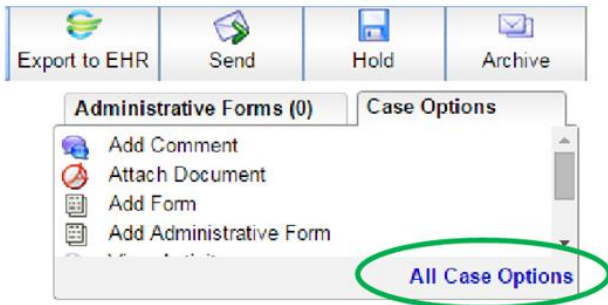 Export to EHR Send Hold Archive
Administrative Forms (0) Case Options
Add Comment
Attach Document
Add Form
Add Administrative Form
All Case Options